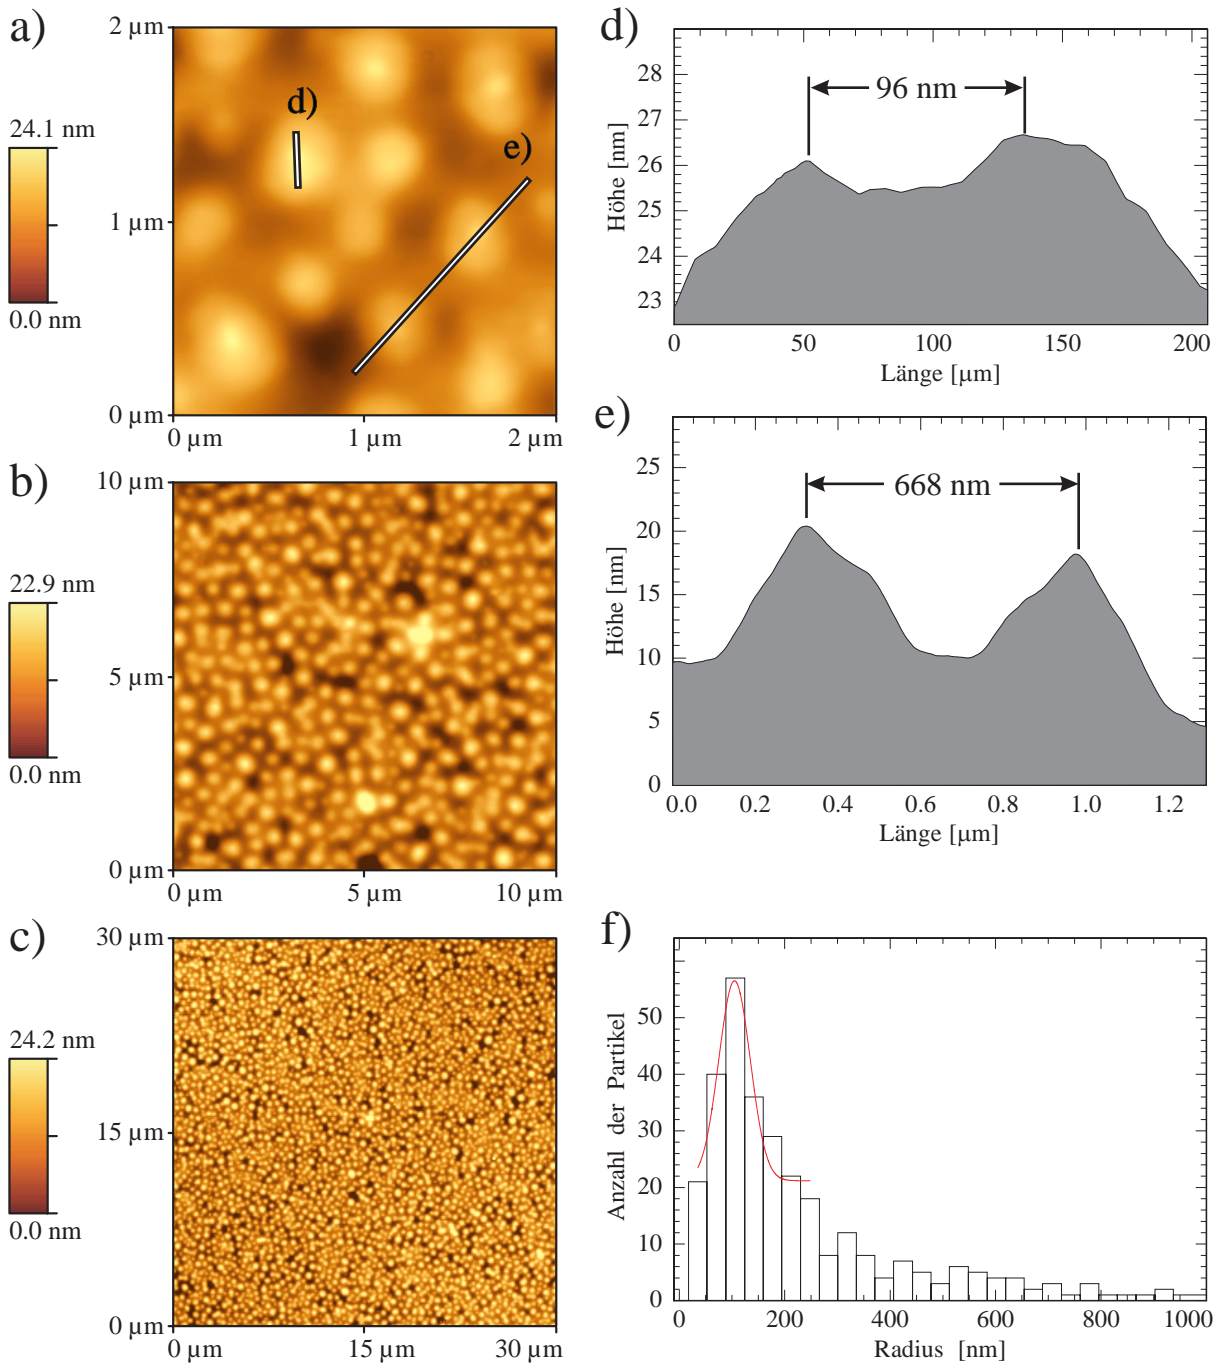 a)
2 µm
24.1 nm
d)
e)
1 µm
0.0 nm
0 µm
0 µm
1 µm
2 µm
b)
10 µm
22.9 nm
5 µm
0.0 nm
0 µm
0 µm
5 µm
10 µm
c)
30 µm
24.2 nm
15 µm
0.0 nm
0 µm
0 µm
15 µm
30 µm
d)
96 nm
Höhe [nm]
28
27
26
25
24
23
0
50
100
150
200
Länge [µm]
e)
668 nm
Höhe [nm]
25
20
15
10
5
0
0.0
0.2
0.4
0.6
0.8
1.0
1.2
Länge [µm]
f)
Anzahl der Partikel
50
40
30
20
10
0
0
200
400
600
800
1000
Radius [nm]